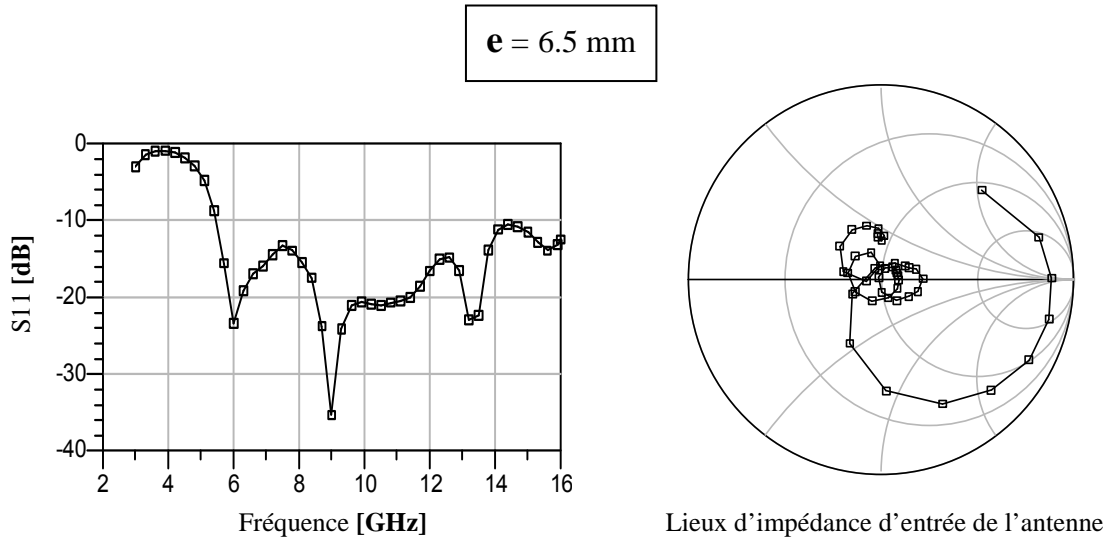 e = 6.5 mm
S11 [dB]
0
-10
-20
-30
-40
2 4 6 8 10 12 14 16
Fréquence [GHz]
Lieux d’impédance d’entrée de l’antenne